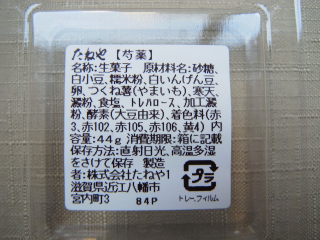 たねや【芍薬】
名称:生菓子 原材料名:砂糖、
白小豆、糯米粉、白いんげん豆、
卵、つくね薯(やまいも)、寒天、
澱粉、食塩、トレハロース、加工澱
粉、酵素(大豆由来)、着色料(赤
3、赤102、赤105、赤106、黄4) 内
容量:44g 消費期限:箱に記載
保存方法:直射日光、高温多湿
をさけて保存 製造
者:株式会社たねや1
滋賀県近江八幡市
宮内町3 84P
プラ
トレー、フィルム